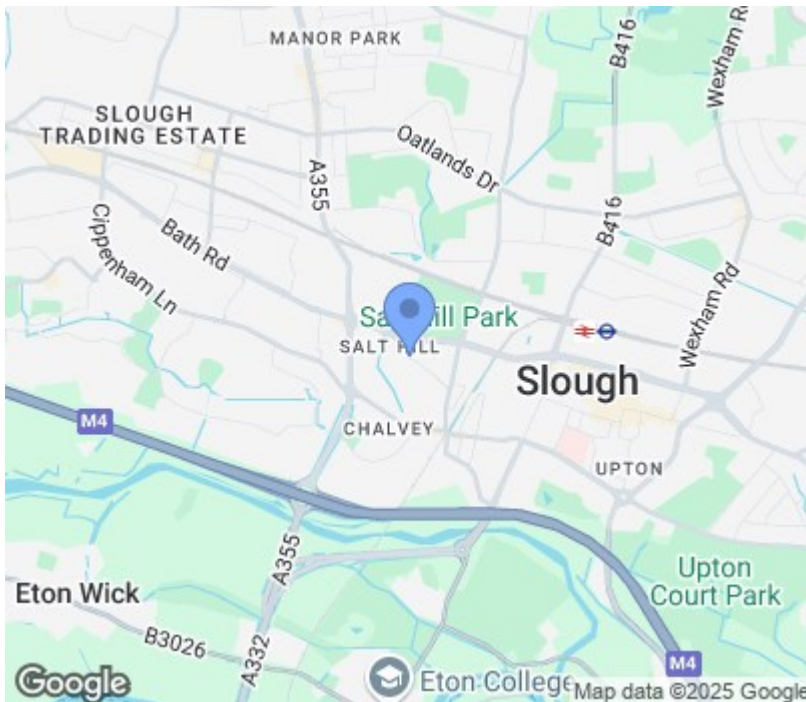 MANOR PARK
B416
Wexham Rd
SLOUGH
TRADING ESTATE
Oatlands Dr
A355
Cippenham Ln
Bath Rd
B416
Wexham Rd
Park
SALT HILL
Slough
M4
CHALVEY
UPTON
A355
Upton
Court Park
Eton Wick
B3026
A332
M4
Google
Eton College
Map data ©2025 Google